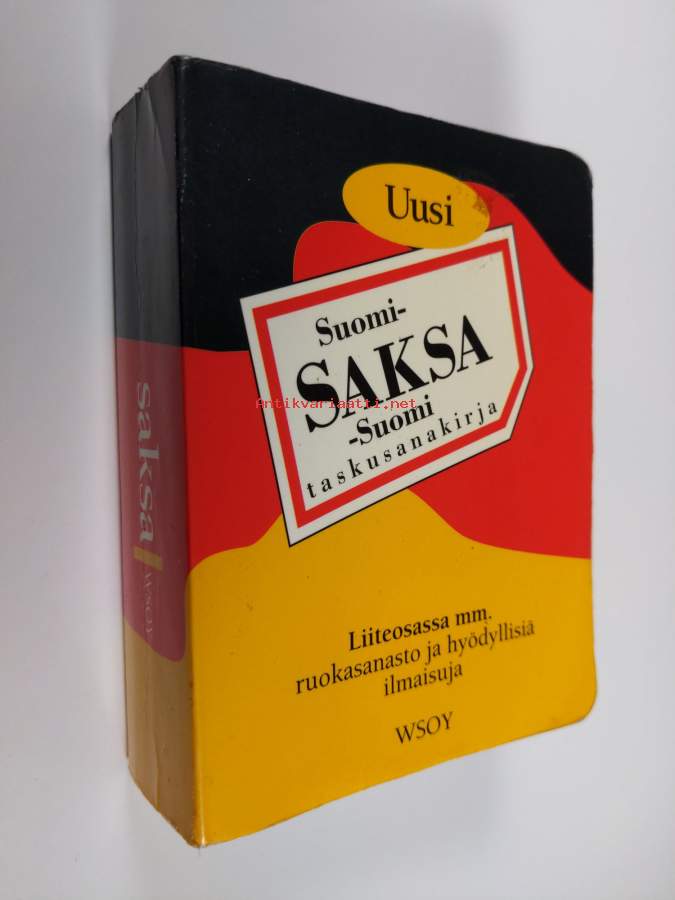 Uusi
Suomi-
SAKSA
-Suomi
taskusanakirja
Antikvariaatti.net
Liiteosassa mm.
ruokasanasto ja hyödyllisiä
ilmaisuja
WSOY
saksa
WSOY